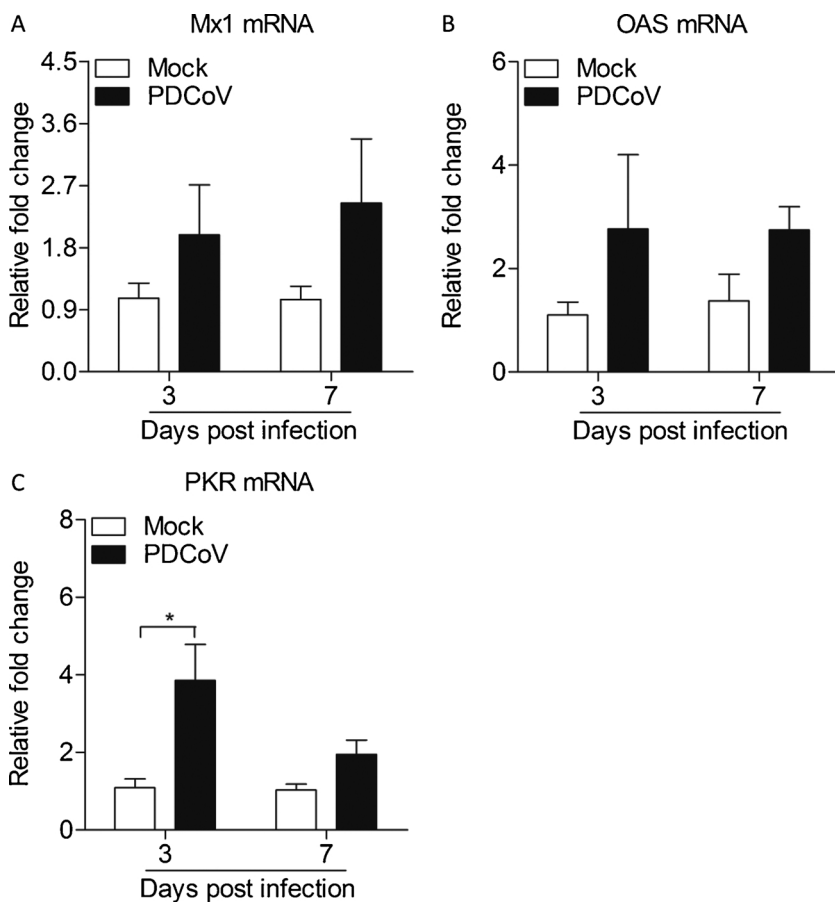 A
Mx1 mRNA
4.5
3.6
2.7
1.8
0.9
0.0
Relative fold change
Mock
PDCoV
3
7
Days post infection
B
OAS mRNA
6
4
2
0
Relative fold change
Mock
PDCoV
3
7
Days post infection
C
PKR mRNA
8
6
4
2
0
Relative fold change
Mock
PDCoV
*
3
7
Days post infection